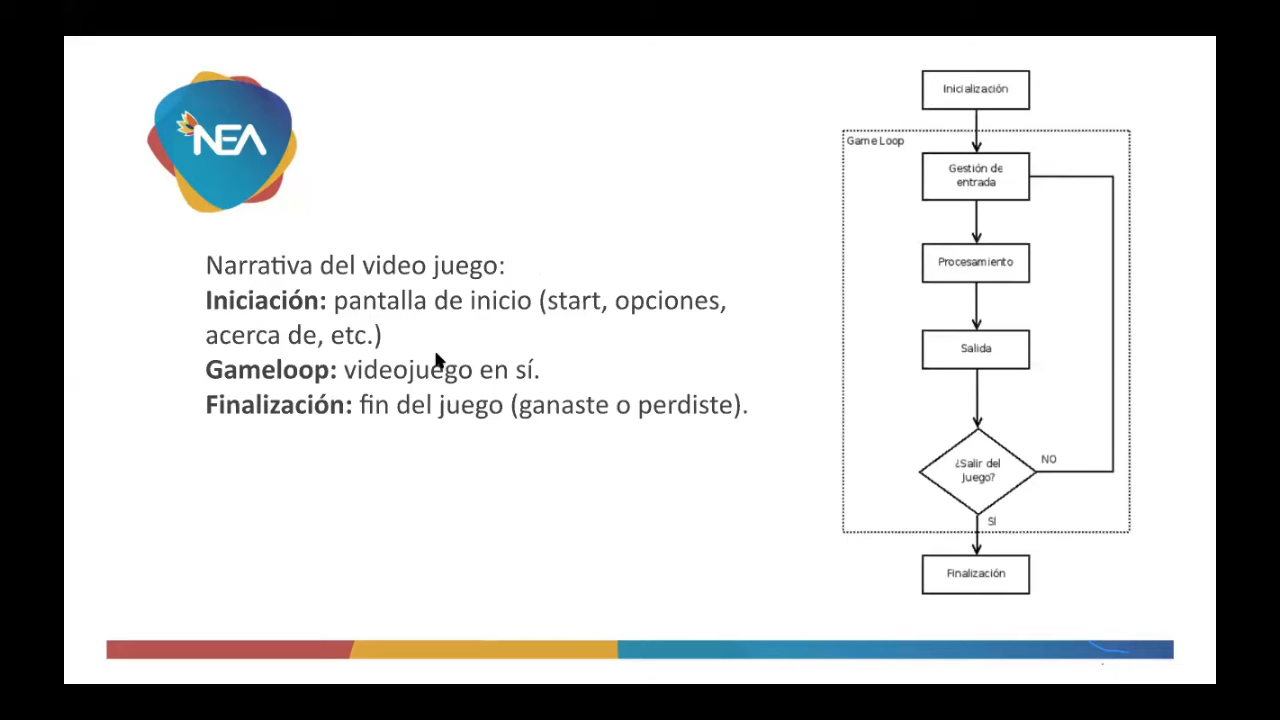 NEA
Narrativa del video juego:
Iniciación: pantalla de inicio (start, opciones,
acerca de, etc.)
Gameloop: videojuego en sí.
Finalización: fin del juego (ganaste o perdiste).
Inicialización
Game Loop
Gestión de
entrada
Procesamiento
Salida
¿Salir del
juego?
NO
SÍ
Finalización